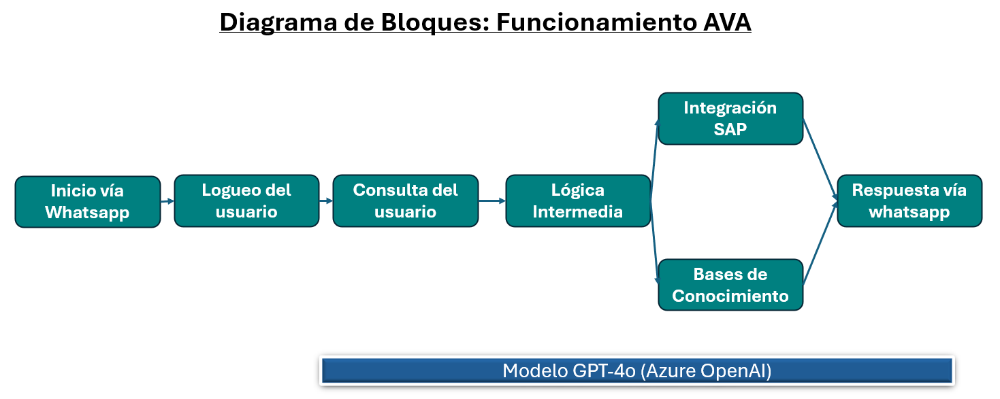 Diagrama de Bloques: Funcionamiento AVA
Inicio vía
Whatsapp
Logueo del
usuario
Consulta del
usuario
Lógica
Intermedia
Integración
SAP
Bases de
Conocimiento
Respuesta vía
whatsapp
Modelo GPT-4o (Azure OpenAI)